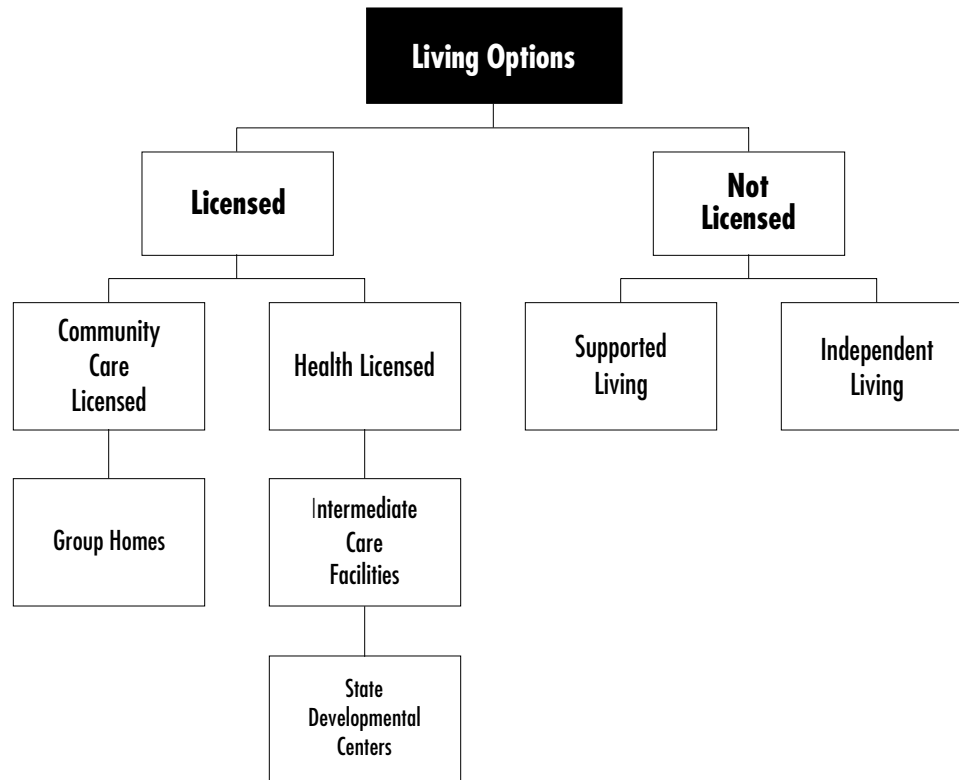 Living Options
Licensed
Not
Licensed
Community
Care
Licensed
Health Licensed
Supported
Living
Independent
Living
Group Homes
Intermediate
Care
Facilities
State
Developmental
Centers